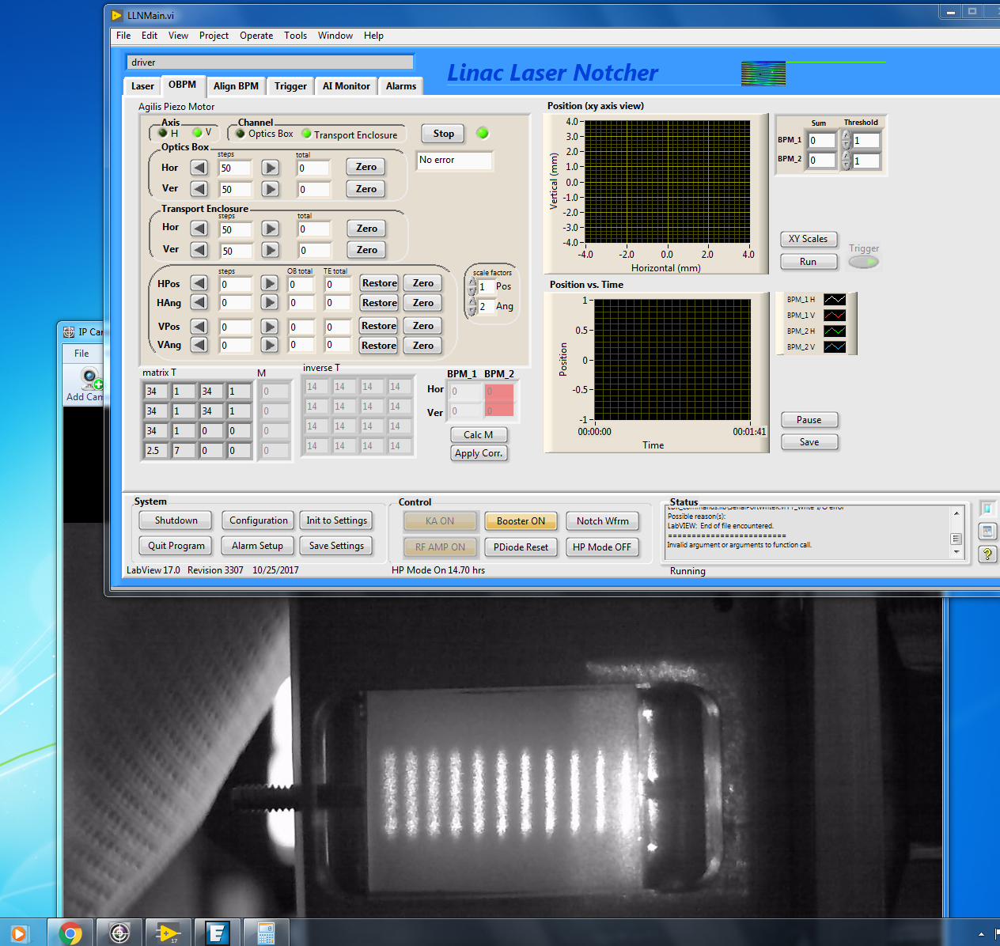 LLNMain.vi
File Edit View Project Operate Tools Window Help
driver
Linac Laser Notcher
Laser OBPM Align BPM Trigger AI Monitor Alarms
Agilis Piezo Motor
Axis
H V
Channel
Optics Box Transport Enclosure
Stop
No error
Optics Box
steps total
Hor 50 0 Zero
Ver 50 0 Zero
Transport Enclosure
steps total
Hor 50 0 Zero
Ver 50 0 Zero
steps OB total TE total
HPos 0 0 0 Restore Zero
HAng 0 0 0 Restore Zero
VPos 0 0 0 Restore Zero
VAng 0 0 0 Restore Zero
scale factors
1 Pos
2 Ang
matrix T
34 1 34 1
34 1 34 1
34 1 0 0
2.5 7 0 0
M
0
0
0
0
inverse T
14 14 14 14
14 14 14 14
14 14 14 14
14 14 14 14
BPM_1 BPM_2
Hor 0 0
Ver 0 0
Calc M
Apply Corr.
Position (xy axis view)
Vertical (mm)
4.0
3.0
2.0
1.0
0.0
-1.0
-2.0
-3.0
-4.0
-4.0 -2.0 0.0 2.0 4.0
Horizontal (mm)
Sum Threshold
BPM_1 0 1
BPM_2 0 1
XY Scales
Run
Trigger
Position vs. Time
Position
1
0.5
0
-0.5
-1
00:00:00 00:01:41
Time
BPM_1 H
BPM_1 V
BPM_2 H
BPM_2 V
Pause
Save
System
Shutdown Configuration Init to Settings
Quit Program Alarm Setup Save Settings
LabView 17.0 Revision 3307 10/25/2017
Control
KA ON Booster ON Notch Wfrm
RF AMP ON PDiode Reset HP Mode OFF
HP Mode On 14.70 hrs
Status
Possible reason(s):
LabVIEW: End of file encountered.
=========================
Invalid argument or arguments to function call.
Running
IP Cam
File
Add Cam
17